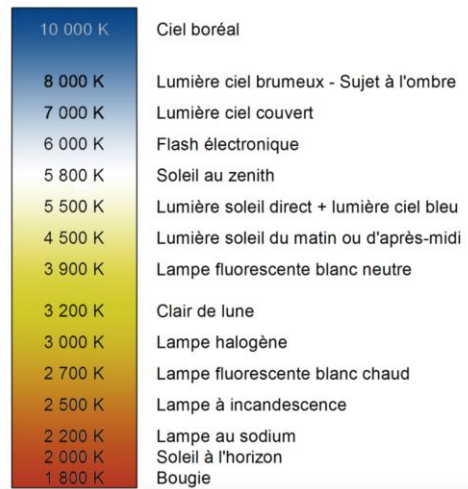 10 000 K Ciel boréal
8 000 K Lumière ciel brumeux - Sujet à l'ombre
7 000 K Lumière ciel couvert
6 000 K Flash électronique
5 800 K Soleil au zenith
5 500 K Lumière soleil direct + lumière ciel bleu
4 500 K Lumière soleil du matin ou d'après-midi
3 900 K Lampe fluorescente blanc neutre
3 200 K Clair de lune
3 000 K Lampe halogène
2 700 K Lampe fluorescente blanc chaud
2 500 K Lampe à incandescence
2 200 K Lampe au sodium
2 000 K Soleil à l'horizon
1 800 K Bougie